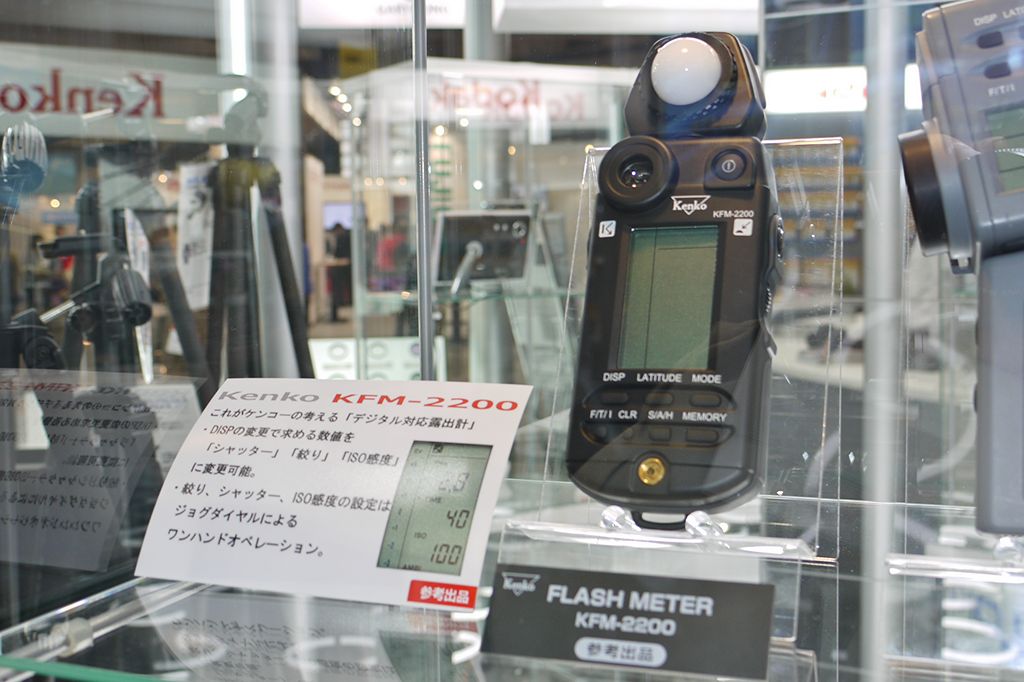 Kenko
Kodak
Kenko
KFM-2200
DISP LATITUDE MODE
F/T/I CLR S/A/H MEMORY
DISP LATIT
F/T/I
Kenko KFM-2200
これがケンコーの考える「デジタル対応露出計」
・DISPの変更で求める数値を
「シャッター」「絞り」「ISO感度」
に変更可能。
・絞り、シャッター、ISO感度の設定は
ジョグダイヤルによる
ワンハンドオペレーション。
40
ISO
100
参考出品
Kenko
FLASH METER
KFM-2200
参考出品